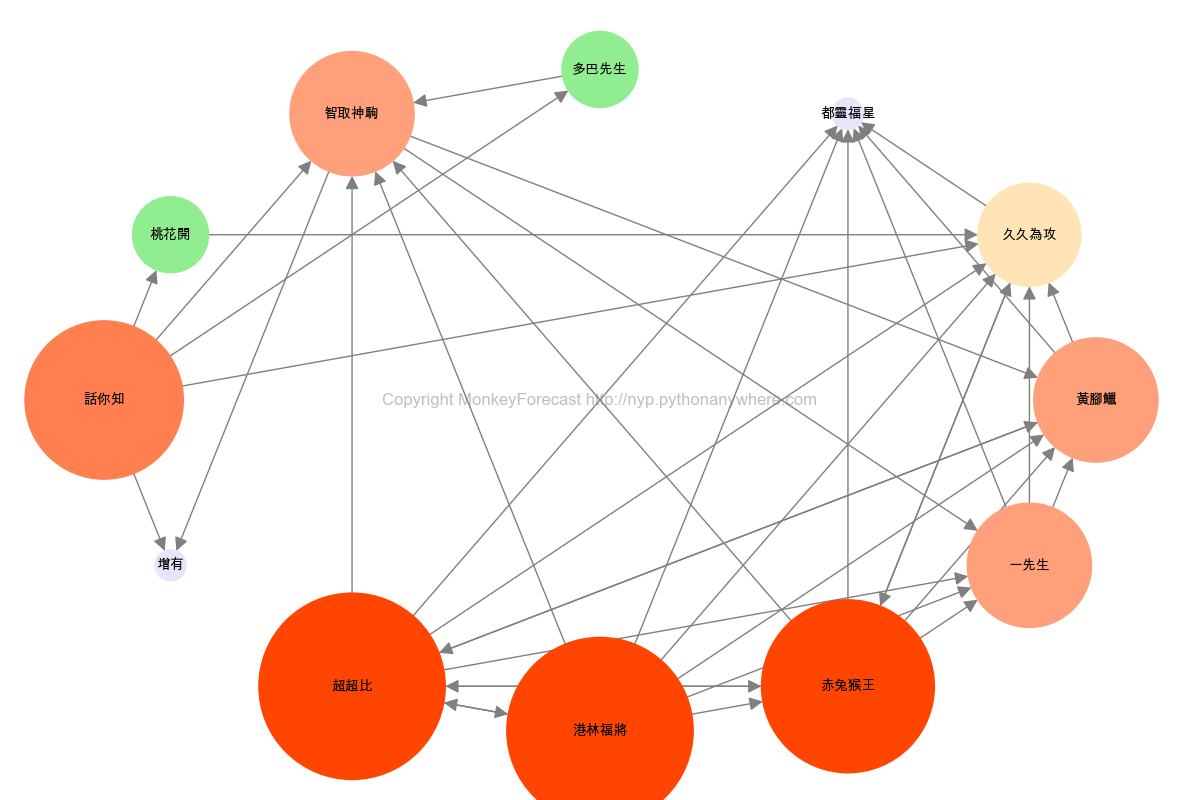 多巴先生
智取神駒
都靈福星
桃花開
久久為攻
話你知
Copyright MonkeyForecast http://nyp.pythonanywhere.com
黃腳鱲
增有
一先生
超超比
赤兔猴王
港林福將